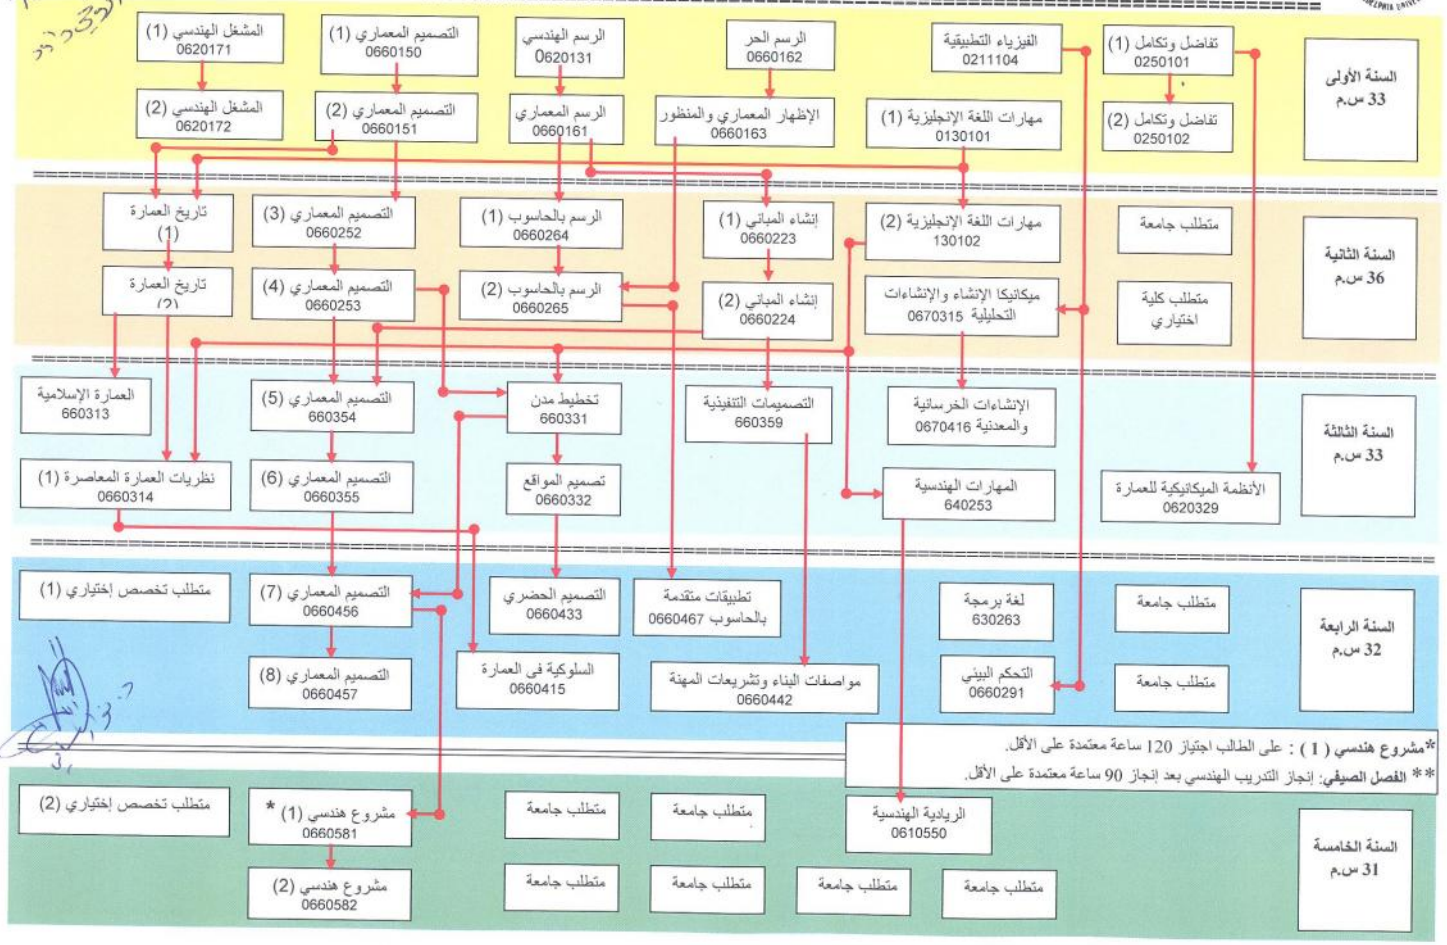 PHILADELPHIA UNIVERSITY
السنة الأولى
33 س.م
تفاضل وتكامل (1)
0250101
الفيزياء التطبيقية
0211104
الرسم الحر
0660162
الرسم الهندسي
0620131
التصميم المعماري (1)
0660150
المشغل الهندسي (1)
0620171
تفاضل وتكامل (2)
0250102
مهارات اللغة الإنجليزية (1)
0130101
الإظهار المعماري والمنظور
0660163
الرسم المعماري
0660161
التصميم المعماري (2)
0660151
المشغل الهندسي (2)
0620172
السنة الثانية
36 س.م
متطلب جامعة
مهارات اللغة الإنجليزية (2)
130102
إنشاء المباني (1)
0660223
الرسم بالحاسوب (1)
0660264
التصميم المعماري (3)
0660252
تاريخ العمارة
(1)
متطلب كلية
اختياري
ميكانيكا الإنشاء والإنشاءات
التحليلية 0670315
إنشاء المباني (2)
0660224
الرسم بالحاسوب (2)
0660265
التصميم المعماري (4)
0660253
تاريخ العمارة
(2)
السنة الثالثة
33 س.م
الإنشاءات الخرسانية
والمعدنية 0670416
التصميمات التنفيذية
660359
تخطيط مدن
660331
التصميم المعماري (5)
660354
العمارة الإسلامية
660313
الأنظمة الميكانيكية للعمارة
0620329
المهارات الهندسية
640253
تصميم المواقع
0660332
التصميم المعماري (6)
0660355
نظريات العمارة المعاصرة (1)
0660314
السنة الرابعة
32 س.م
متطلب جامعة
لغة برمجة
630263
تطبيقات متقدمة
بالحاسوب 0660467
التصميم الحضري
0660433
التصميم المعماري (7)
0660456
متطلب تخصص إختياري (1)
متطلب جامعة
التحكم البيئي
0660291
مواصفات البناء وتشريعات المهنة
0660442
السلوكية في العمارة
0660415
التصميم المعماري (8)
0660457
*مشروع هندسي ( 1 ) : على الطالب اجتياز 120 ساعة معتمدة على الأقل.
** الفصل الصيفي: إنجاز التدريب الهندسي بعد إنجاز 90 ساعة معتمدة على الأقل.
السنة الخامسة
31 س.م
الريادية الهندسية
0610550
متطلب جامعة
متطلب جامعة
مشروع هندسي (1) *
0660581
متطلب تخصص إختياري (2)
متطلب جامعة
متطلب جامعة
متطلب جامعة
متطلب جامعة
مشروع هندسي (2)
0660582